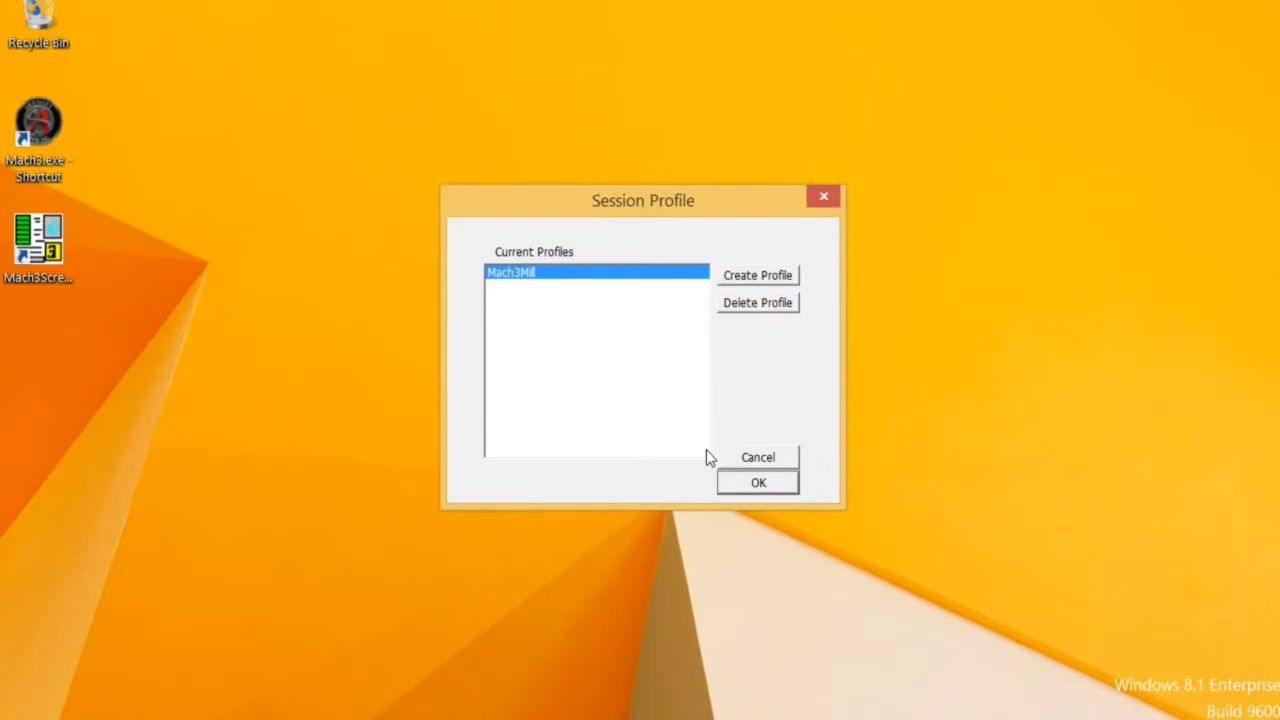 Recycle Bin
Mach3.exe -
Shortcut
Mach3Scre...
Session Profile
Current Profiles
Mach3Mill
Create Profile
Delete Profile
Cancel
OK
Windows 8.1 Enterprise
Build 9600